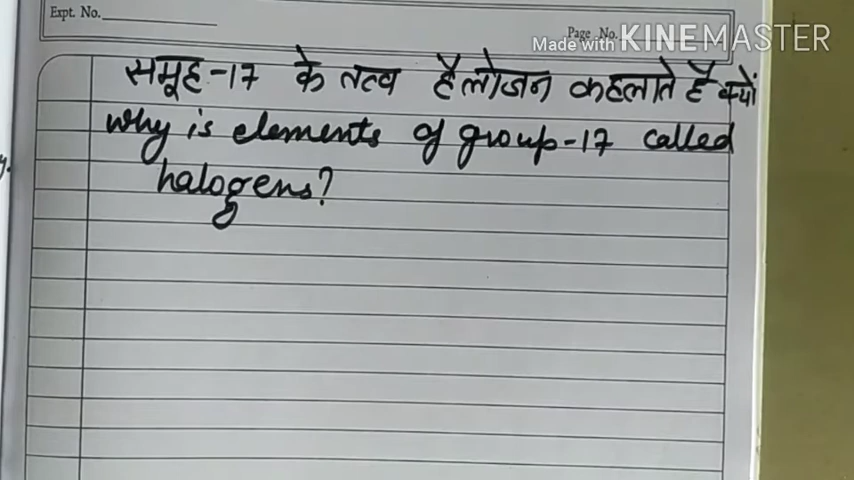 Expt. No.
Page No.
Made with KINEMASTER
समूह-17 के तत्व हैलोजन कहलाते है क्यों
why is elements of group-17 called
halogens?